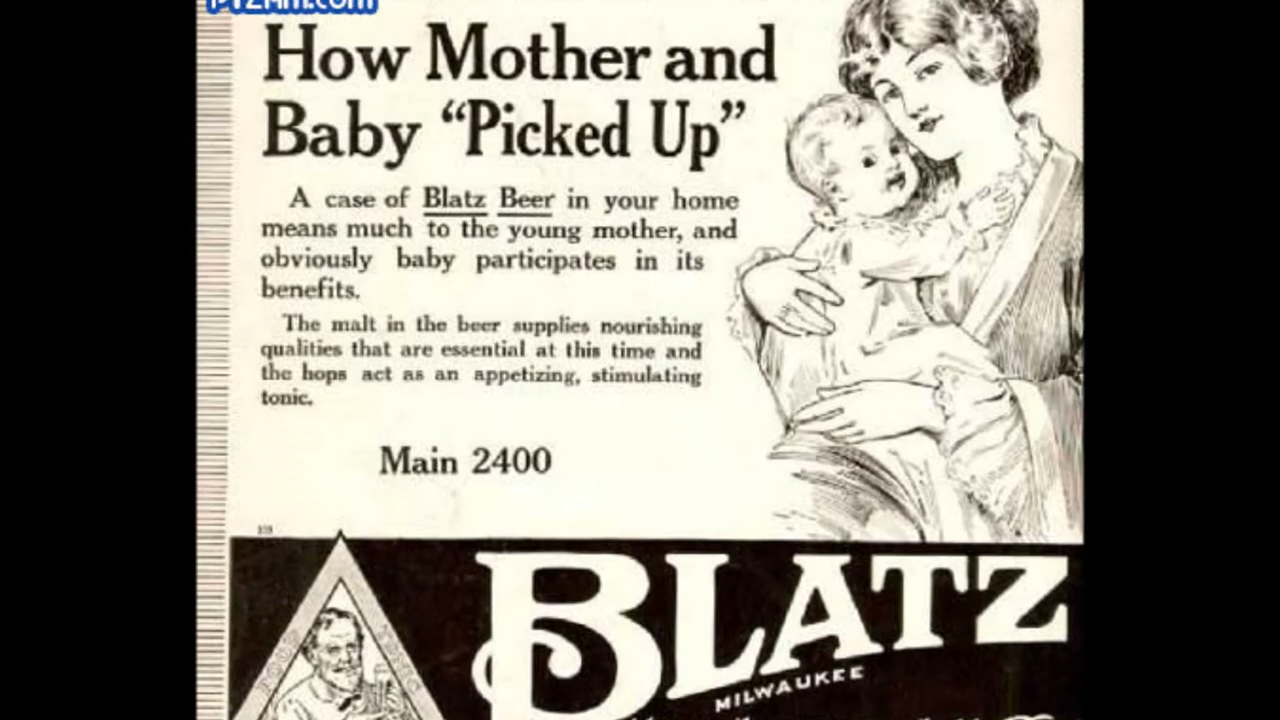 How Mother and
Baby “Picked Up”
A case of Blatz Beer in your home
means much to the young mother, and
obviously baby participates in its
benefits.
The malt in the beer supplies nourishing
qualities that are essential at this time and
the hops act as an appetizing, stimulating
tonic.
Main 2400
BLATZ
MILWAUKEE